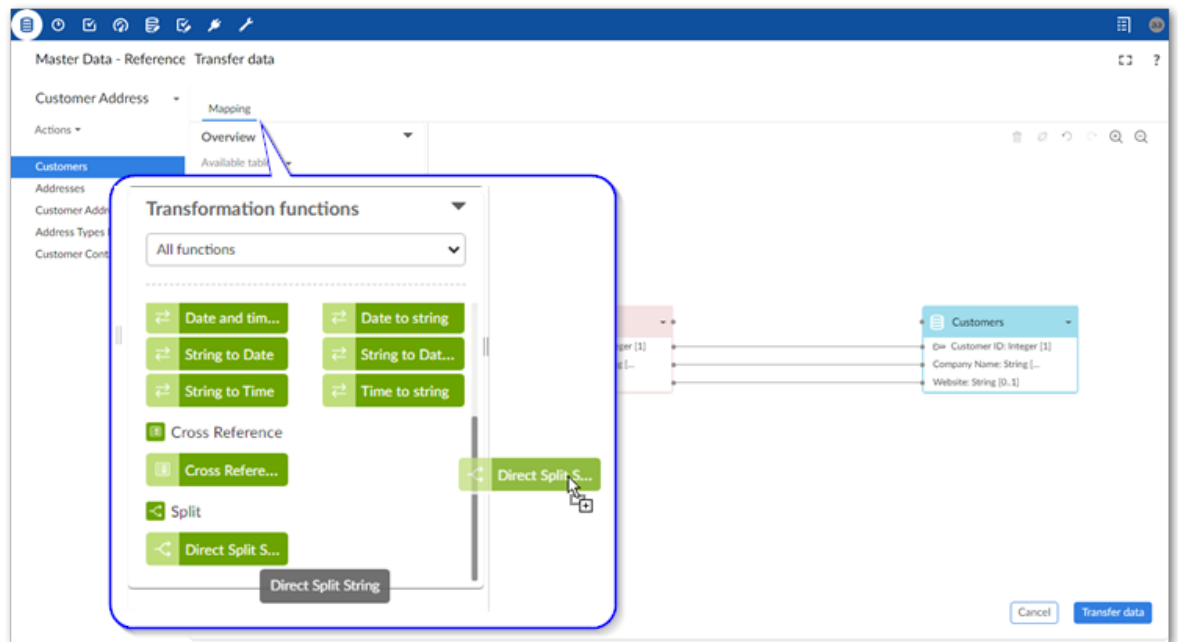 Master Data - Reference Transfer data
?
Customer Address
Mapping
Actions
Overview
Customers
Available tabl
Addresses
Customer Addr
Address Types
Customer Cont
Transformation functions
All functions
Date and tim...
Date to string
String to Date
String to Dat...
String to Time
Time to string
Cross Reference
Cross Refere...
Direct Split S...
Split
Direct Split S...
Direct Split String
ger [1]
g [...
Customers
Customer ID: Integer [1]
Company Name: String [...
Website: String [0..1]
Cancel
Transfer data